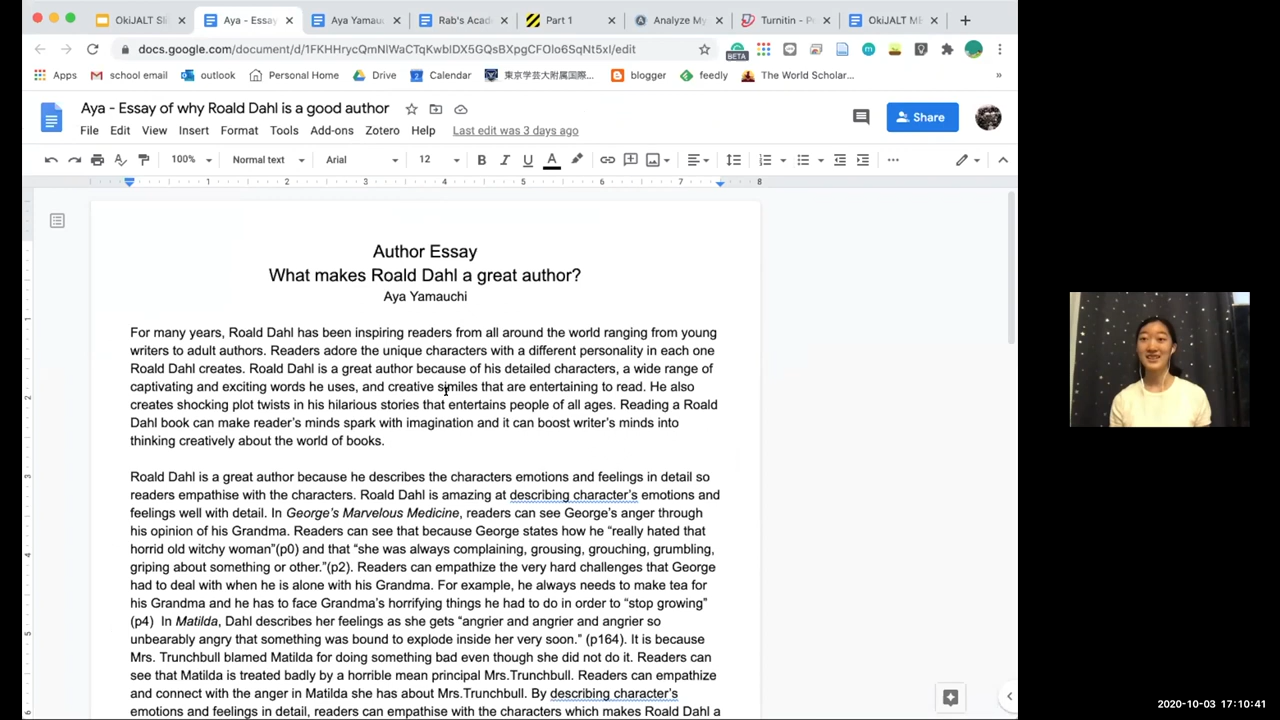 OkiJALT Sl
Aya - Essay
Aya Yamau
Rab's Acad
Part 1
Analyze My
Turnitin - P
OkiJALT M
docs.google.com/document/d/1FKHHrycQmNlWaCTqKwblDX5GQsBXpgCFOlo6SqNt5xI/edit
BETA
Apps school email outlook Personal Home Drive Calendar 東京学芸大附属国際... blogger feedly The World Scholar... »
Aya - Essay of why Roald Dahl is a good author
Share
File Edit View Insert Format Tools Add-ons Zotero Help Last edit was 3 days ago
100% Normal text Arial 12 B I U A
1 2 3 4 5 6 7 8
Author Essay
What makes Roald Dahl a great author?
Aya Yamauchi
For many years, Roald Dahl has been inspiring readers from all around the world ranging from young
writers to adult authors. Readers adore the unique characters with a different personality in each one
Roald Dahl creates. Roald Dahl is a great author because of his detailed characters, a wide range of
captivating and exciting words he uses, and creative similes that are entertaining to read. He also
creates shocking plot twists in his hilarious stories that entertains people of all ages. Reading a Roald
Dahl book can make reader's minds spark with imagination and it can boost writer's minds into
thinking creatively about the world of books.
Roald Dahl is a great author because he describes the characters emotions and feelings in detail so
readers empathise with the characters. Roald Dahl is amazing at describing character's emotions and
feelings well with detail. In George's Marvelous Medicine, readers can see George's anger through
his opinion of his Grandma. Readers can see that because George states how he “really hated that
horrid old witchy woman”(p0) and that “she was always complaining, grousing, grouching, grumbling,
griping about something or other.”(p2). Readers can empathize the very hard challenges that George
had to deal with when he is alone with his Grandma. For example, he always needs to make tea for
his Grandma and he has to face Grandma's horrifying things he had to do in order to “stop growing”
(p4) In Matilda, Dahl describes her feelings as she gets “angrier and angrier and angrier so
unbearably angry that something was bound to explode inside her very soon.” (p164). It is because
Mrs. Trunchbull blamed Matilda for doing something bad even though she did not do it. Readers can
see that Matilda is treated badly by a horrible mean principal Mrs.Trunchbull. Readers can empathize
and connect with the anger in Matilda she has about Mrs.Trunchbull. By describing character's
emotions and feelings in detail, readers can empathise with the characters which makes Roald Dahl a
2020-10-03 17:10:41